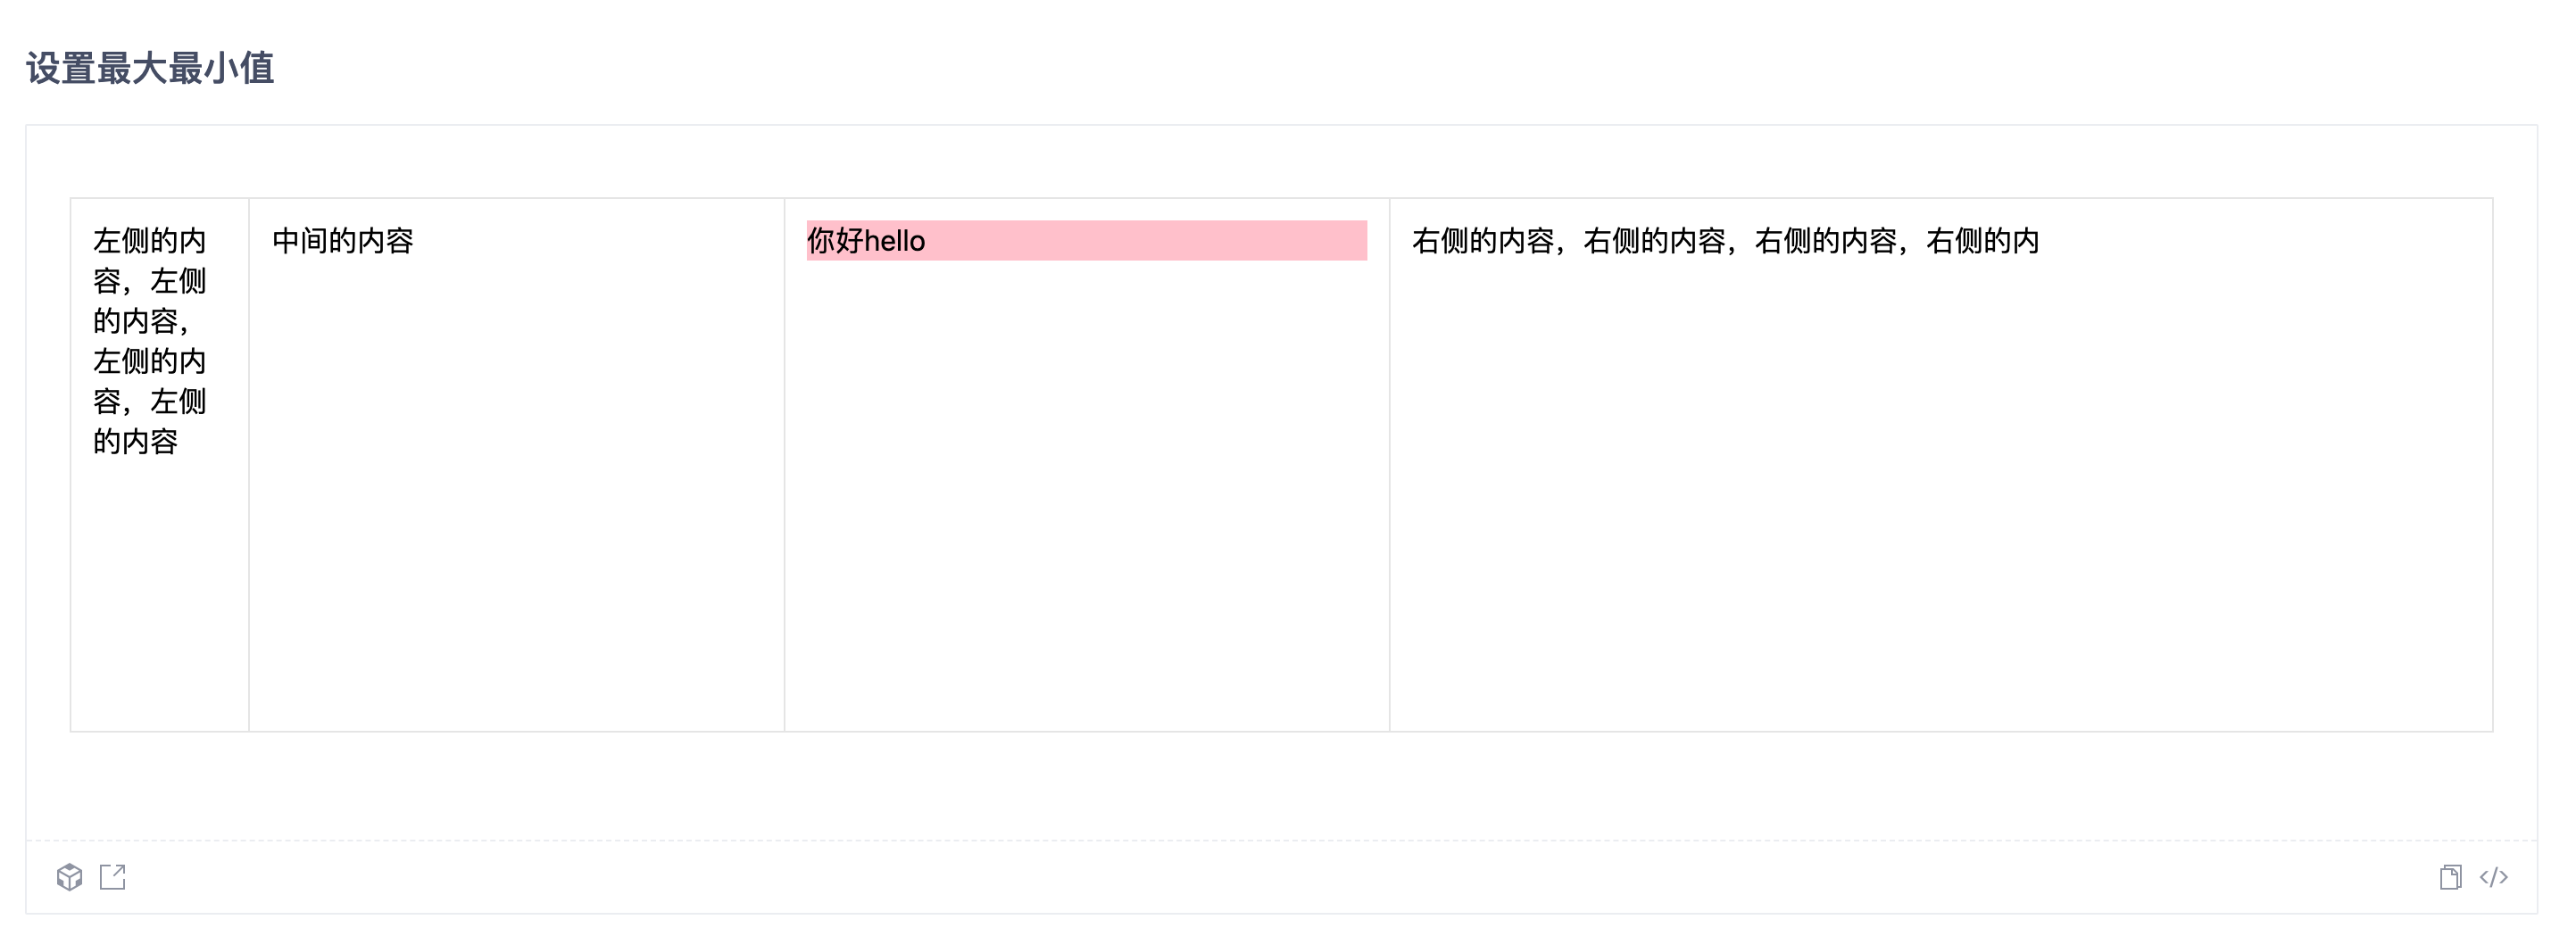 设置最大最小值
左侧的内
容，左侧
的内容，
左侧的内
容，左侧
的内容
中间的内容
你好hello
右侧的内容，右侧的内容，右侧的内容，右侧的内